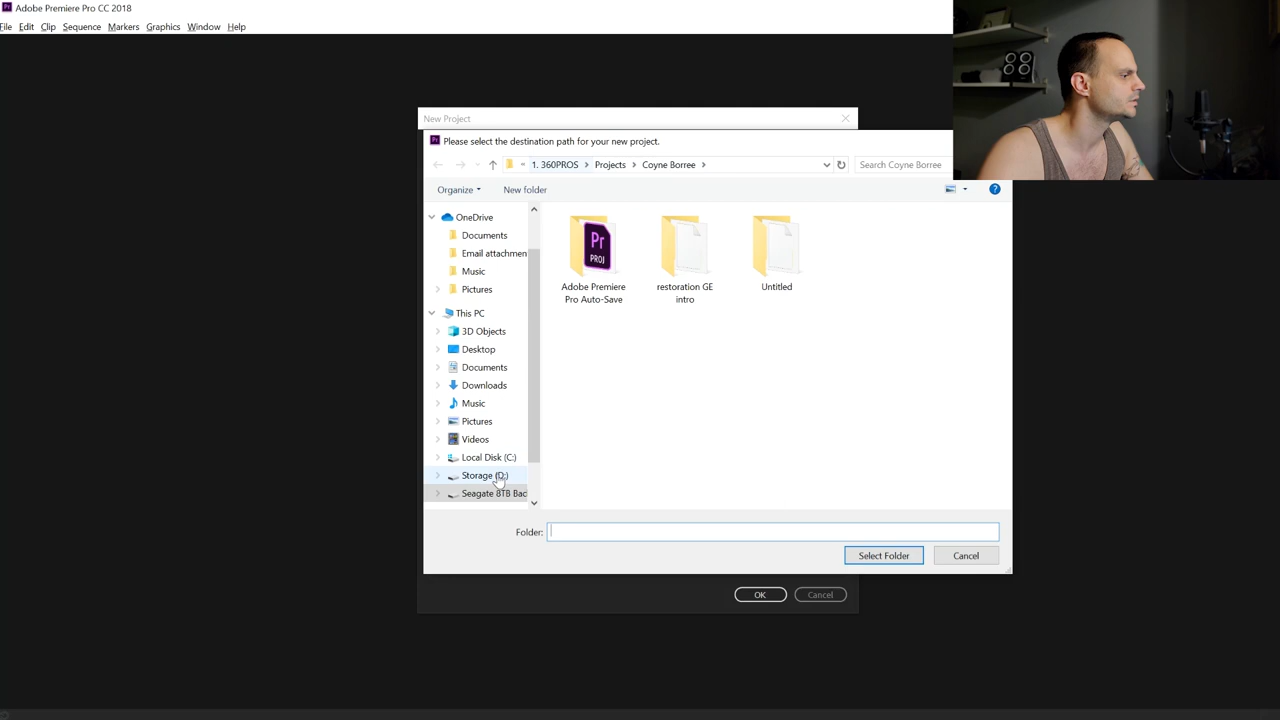 Adobe Premiere Pro CC 2018
File Edit Clip Sequence Markers Graphics Window Help
New Project
Please select the destination path for your new project.
« 1. 360PROS > Projects > Coyne Borree >
Search Coyne Borree
Organize
New folder
OneDrive
Documents
Email attachmen
Music
Pictures
This PC
3D Objects
Desktop
Documents
Downloads
Music
Pictures
Videos
Local Disk (C:)
Storage (D:)
Seagate 8TB Bac
Pr
PROJ
Adobe Premiere
Pro Auto-Save
restoration GE
intro
Untitled
Folder:
Select Folder
Cancel
OK
Cancel